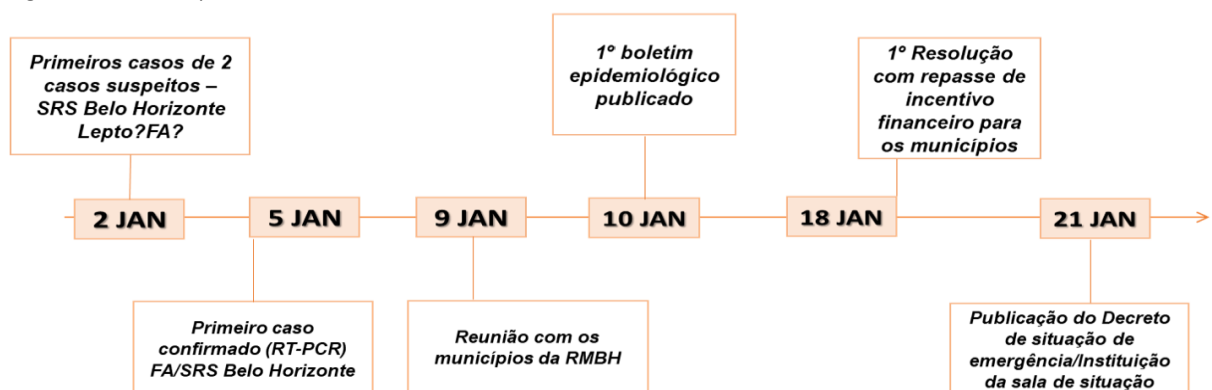 Primeiros casos de 2
casos suspeitos –
SRS Belo Horizonte
Lepto?FA?
1º boletim
epidemiológico
publicado
1º Resolução
com repasse de
incentivo
financeiro para
os municípios
2 JAN
5 JAN
9 JAN
10 JAN
18 JAN
21 JAN
Primeiro caso
confirmado (RT-PCR)
FA/SRS Belo Horizonte
Reunião com os
municípios da RMBH
Publicação do Decreto
de situação de
emergência/Instituição
da sala de situação